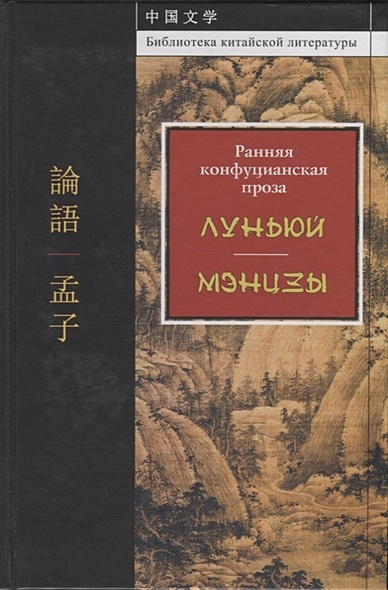 中国文学
Библиотека китайской литературы
Ранняя
конфуцианская
проза
ЛУНЬЮЙ
МЭНЦЗЫ
論語 | 孟子